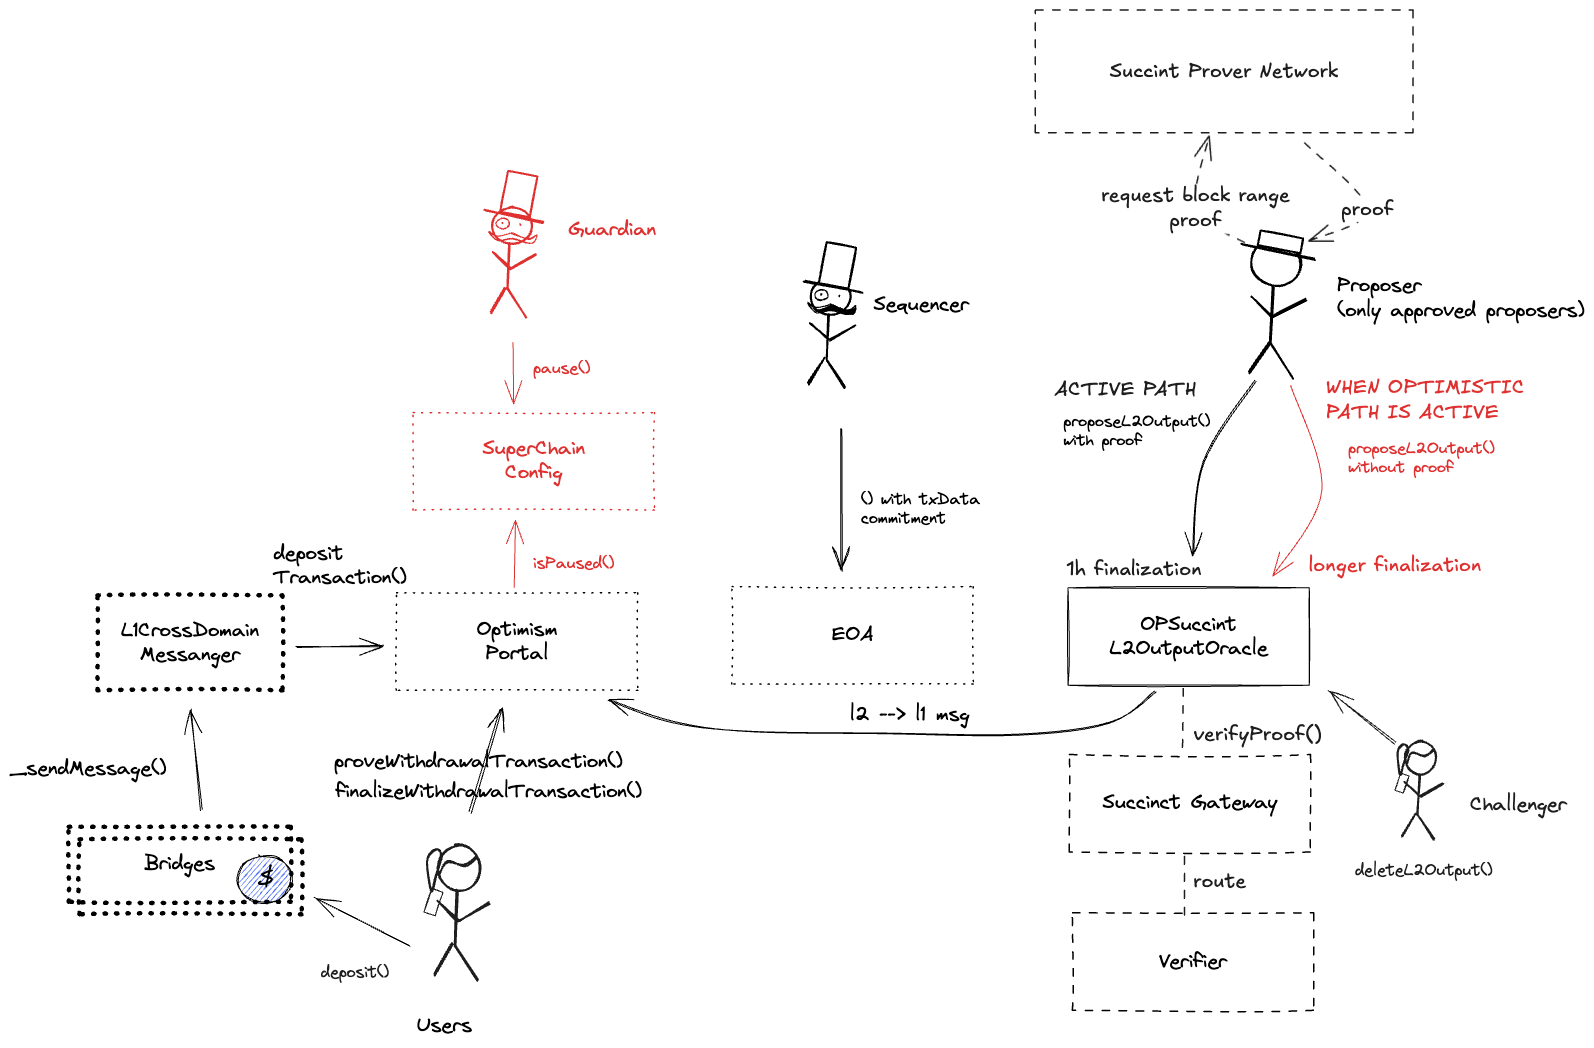 Succint Prover Network
request block range
proof
proof
Guardian
Sequencer
Proposer
(only approved proposers)
pause()
ACTIVE PATH
proposeL2Output()
with proof
WHEN OPTIMISTIC
PATH IS ACTIVE
proposeL2Output()
without proof
SuperChain
Config
() with txData
commitment
isPaused()
deposit
Transaction()
1h finalization
longer finalization
L1CrossDomain
Messanger
Optimism
Portal
EOA
OPSuccint
L2OutputOracle
l2 --> l1 msg
verifyProof()
_sendMessage()
proveWithdrawalTransaction()
finalizeWithdrawalTransaction()
Succinct Gateway
Challenger
deleteL2Output()
Bridges
$
route
deposit()
Verifier
Users